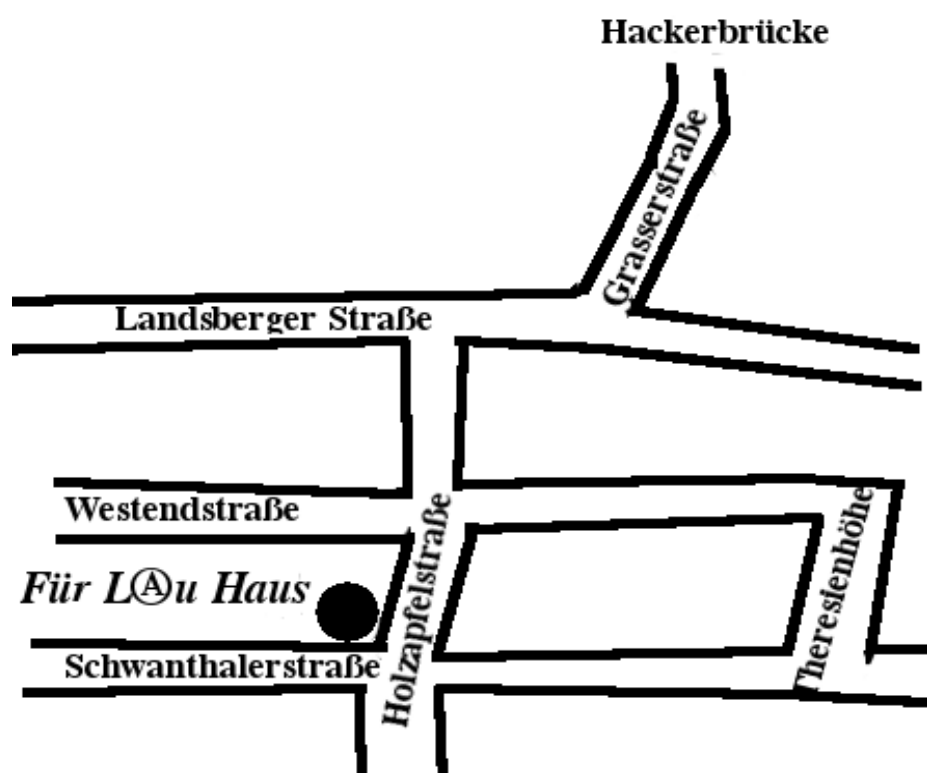 Hackerbrücke
Grasserstraße
Landsberger Straße
Westendstraße
Theresienhöhe
Holzapfelstraße
Für LⒶu Haus
Schwanthalerstraße